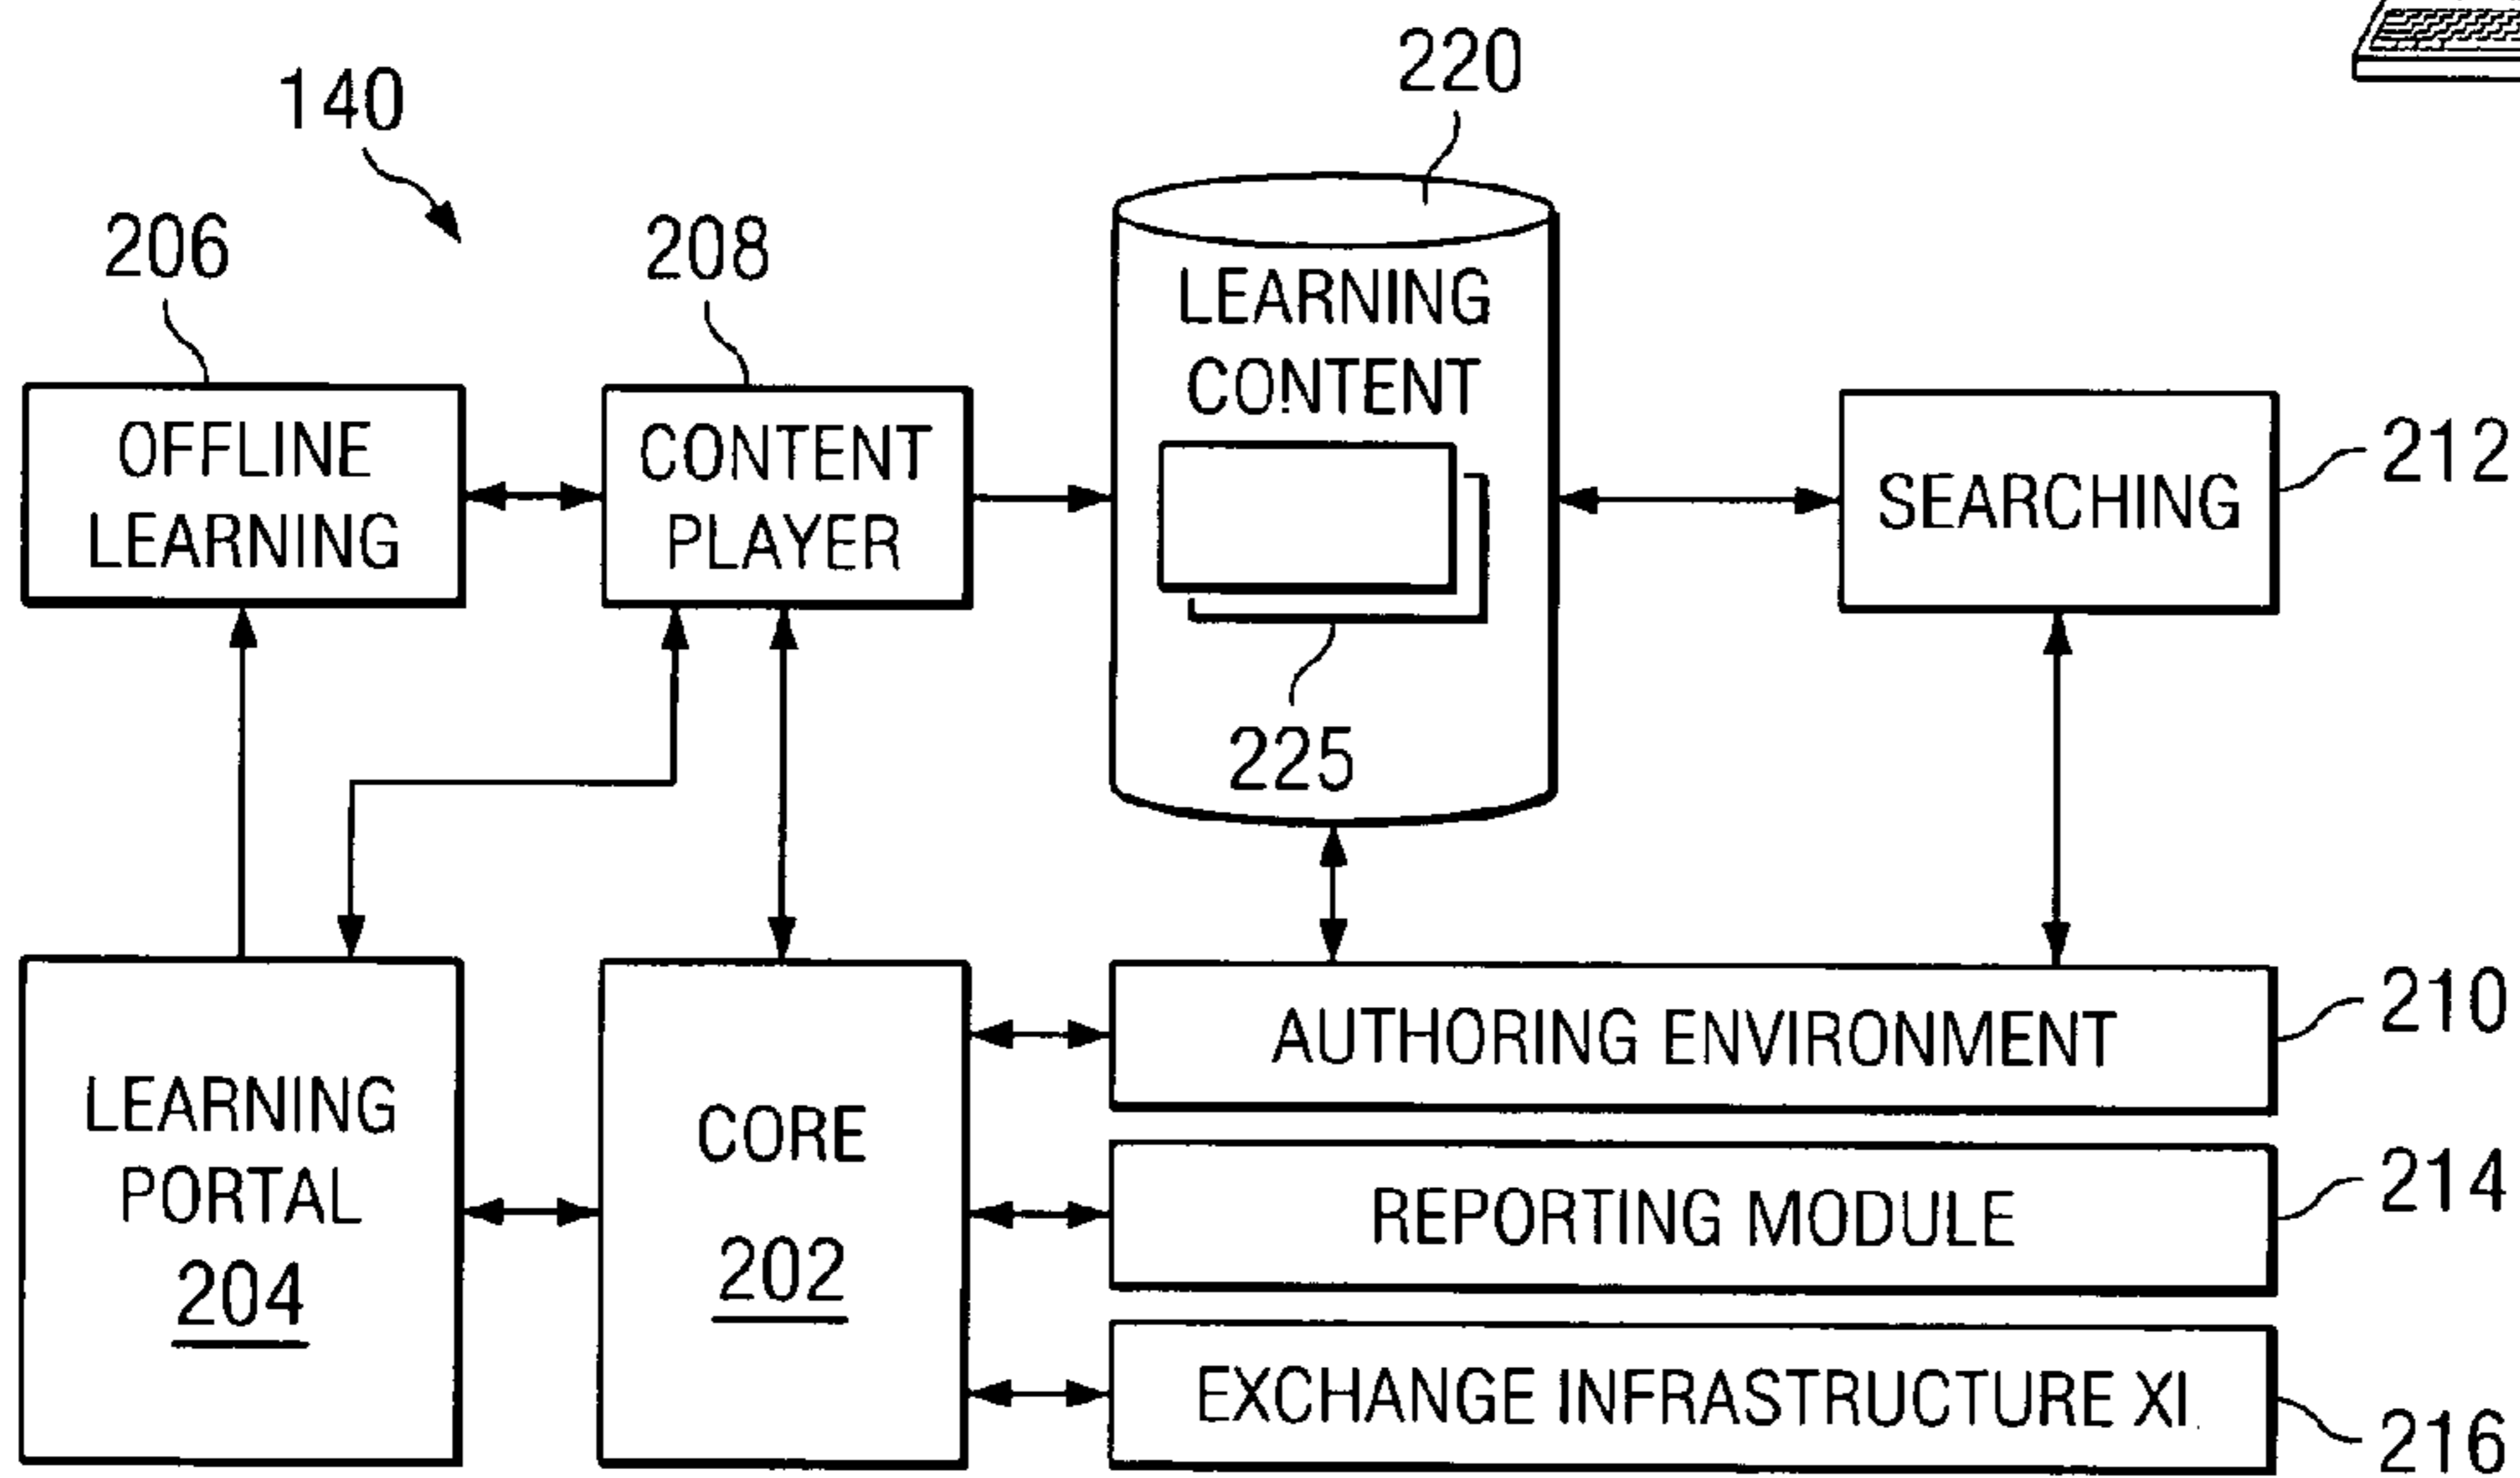 220
140
206
208
LEARNING
CONTENT
OFFLINE
LEARNING
CONTENT
PLAYER
SEARCHING
212
225
LEARNING
PORTAL
204
CORE
202
AUTHORING ENVIRONMENT
210
REPORTING MODULE
214
EXCHANGE INFRASTRUCTURE XI
216